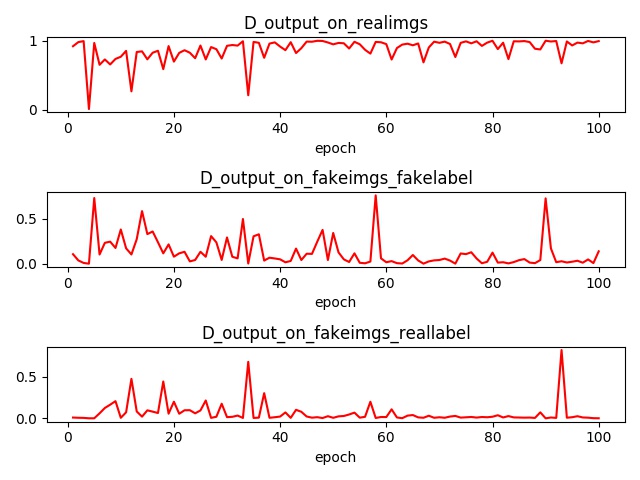 D_output_on_realimgs
1
0
0 20 40 60 80 100
epoch
D_output_on_fakeimgs_fakelabel
0.5
0.0
0 20 40 60 80 100
epoch
D_output_on_fakeimgs_reallabel
0.5
0.0
0 20 40 60 80 100
epoch